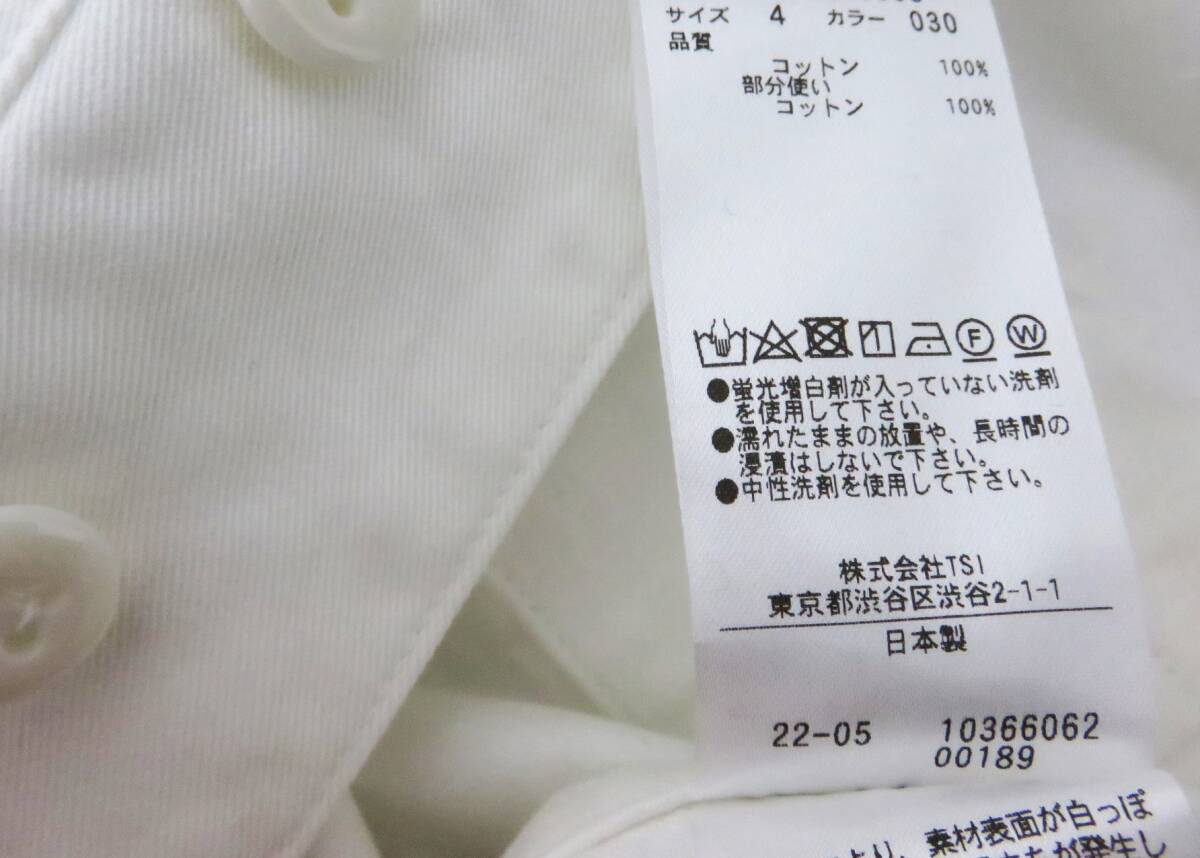 サイズ 4 カラー 030
品質
コットン 100%
部分使い
コットン 100%
F W
●蛍光増白剤が入っていない洗剤
を使用して下さい。
●濡れたままの放置や、長時間の
浸漬はしないで下さい。
●中性洗剤を使用して下さい。
株式会社TSI
東京都渋谷区渋谷2-1-1
日本製
22-05 10366062
00189
より、素材表面が白っぽ
が発生し